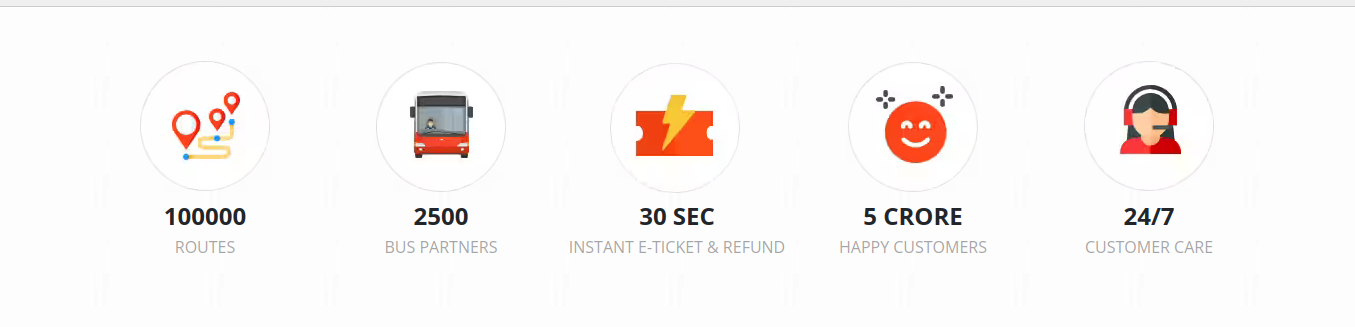 100000
ROUTES
2500
BUS PARTNERS
30 SEC
INSTANT E-TICKET & REFUND
5 CRORE
HAPPY CUSTOMERS
24/7
CUSTOMER CARE